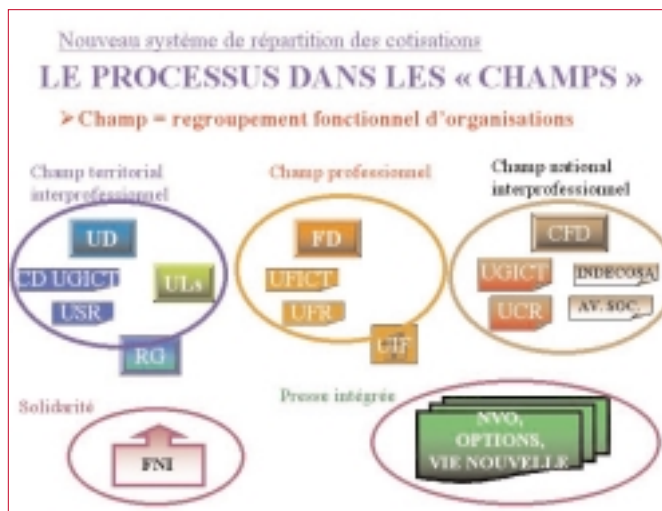 Nouveau système de répartition des cotisations
LE PROCESSUS DANS LES « CHAMPS »
➤ Champ = regroupement fonctionnel d'organisations
Champ territorial
interprofessionnel
UD
CD UGICT
ULs
USR
RG
Champ professionnel
FD
UFICT
UFR
UIF
Champ national
interprofessionnel
CFD
UGICT
INDECOSA
UCR
AV. SOC.
Solidarité
FNI
Presse intégrée
NVO,
OPTIONS,
VIE NOUVELLE